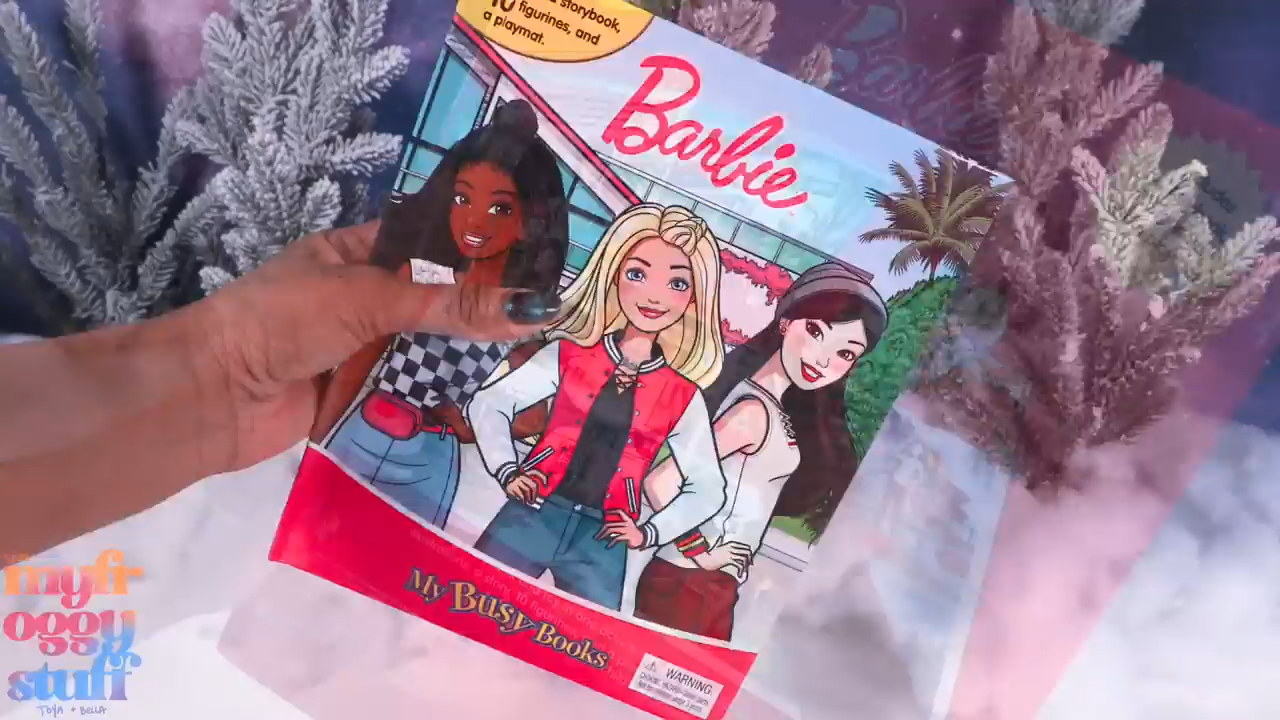 10
storybook,
figurines, and
a playmat.
Barbie
My Busy Books
WARNING:
myfr
oggy
stuff
TOYA + BELLA